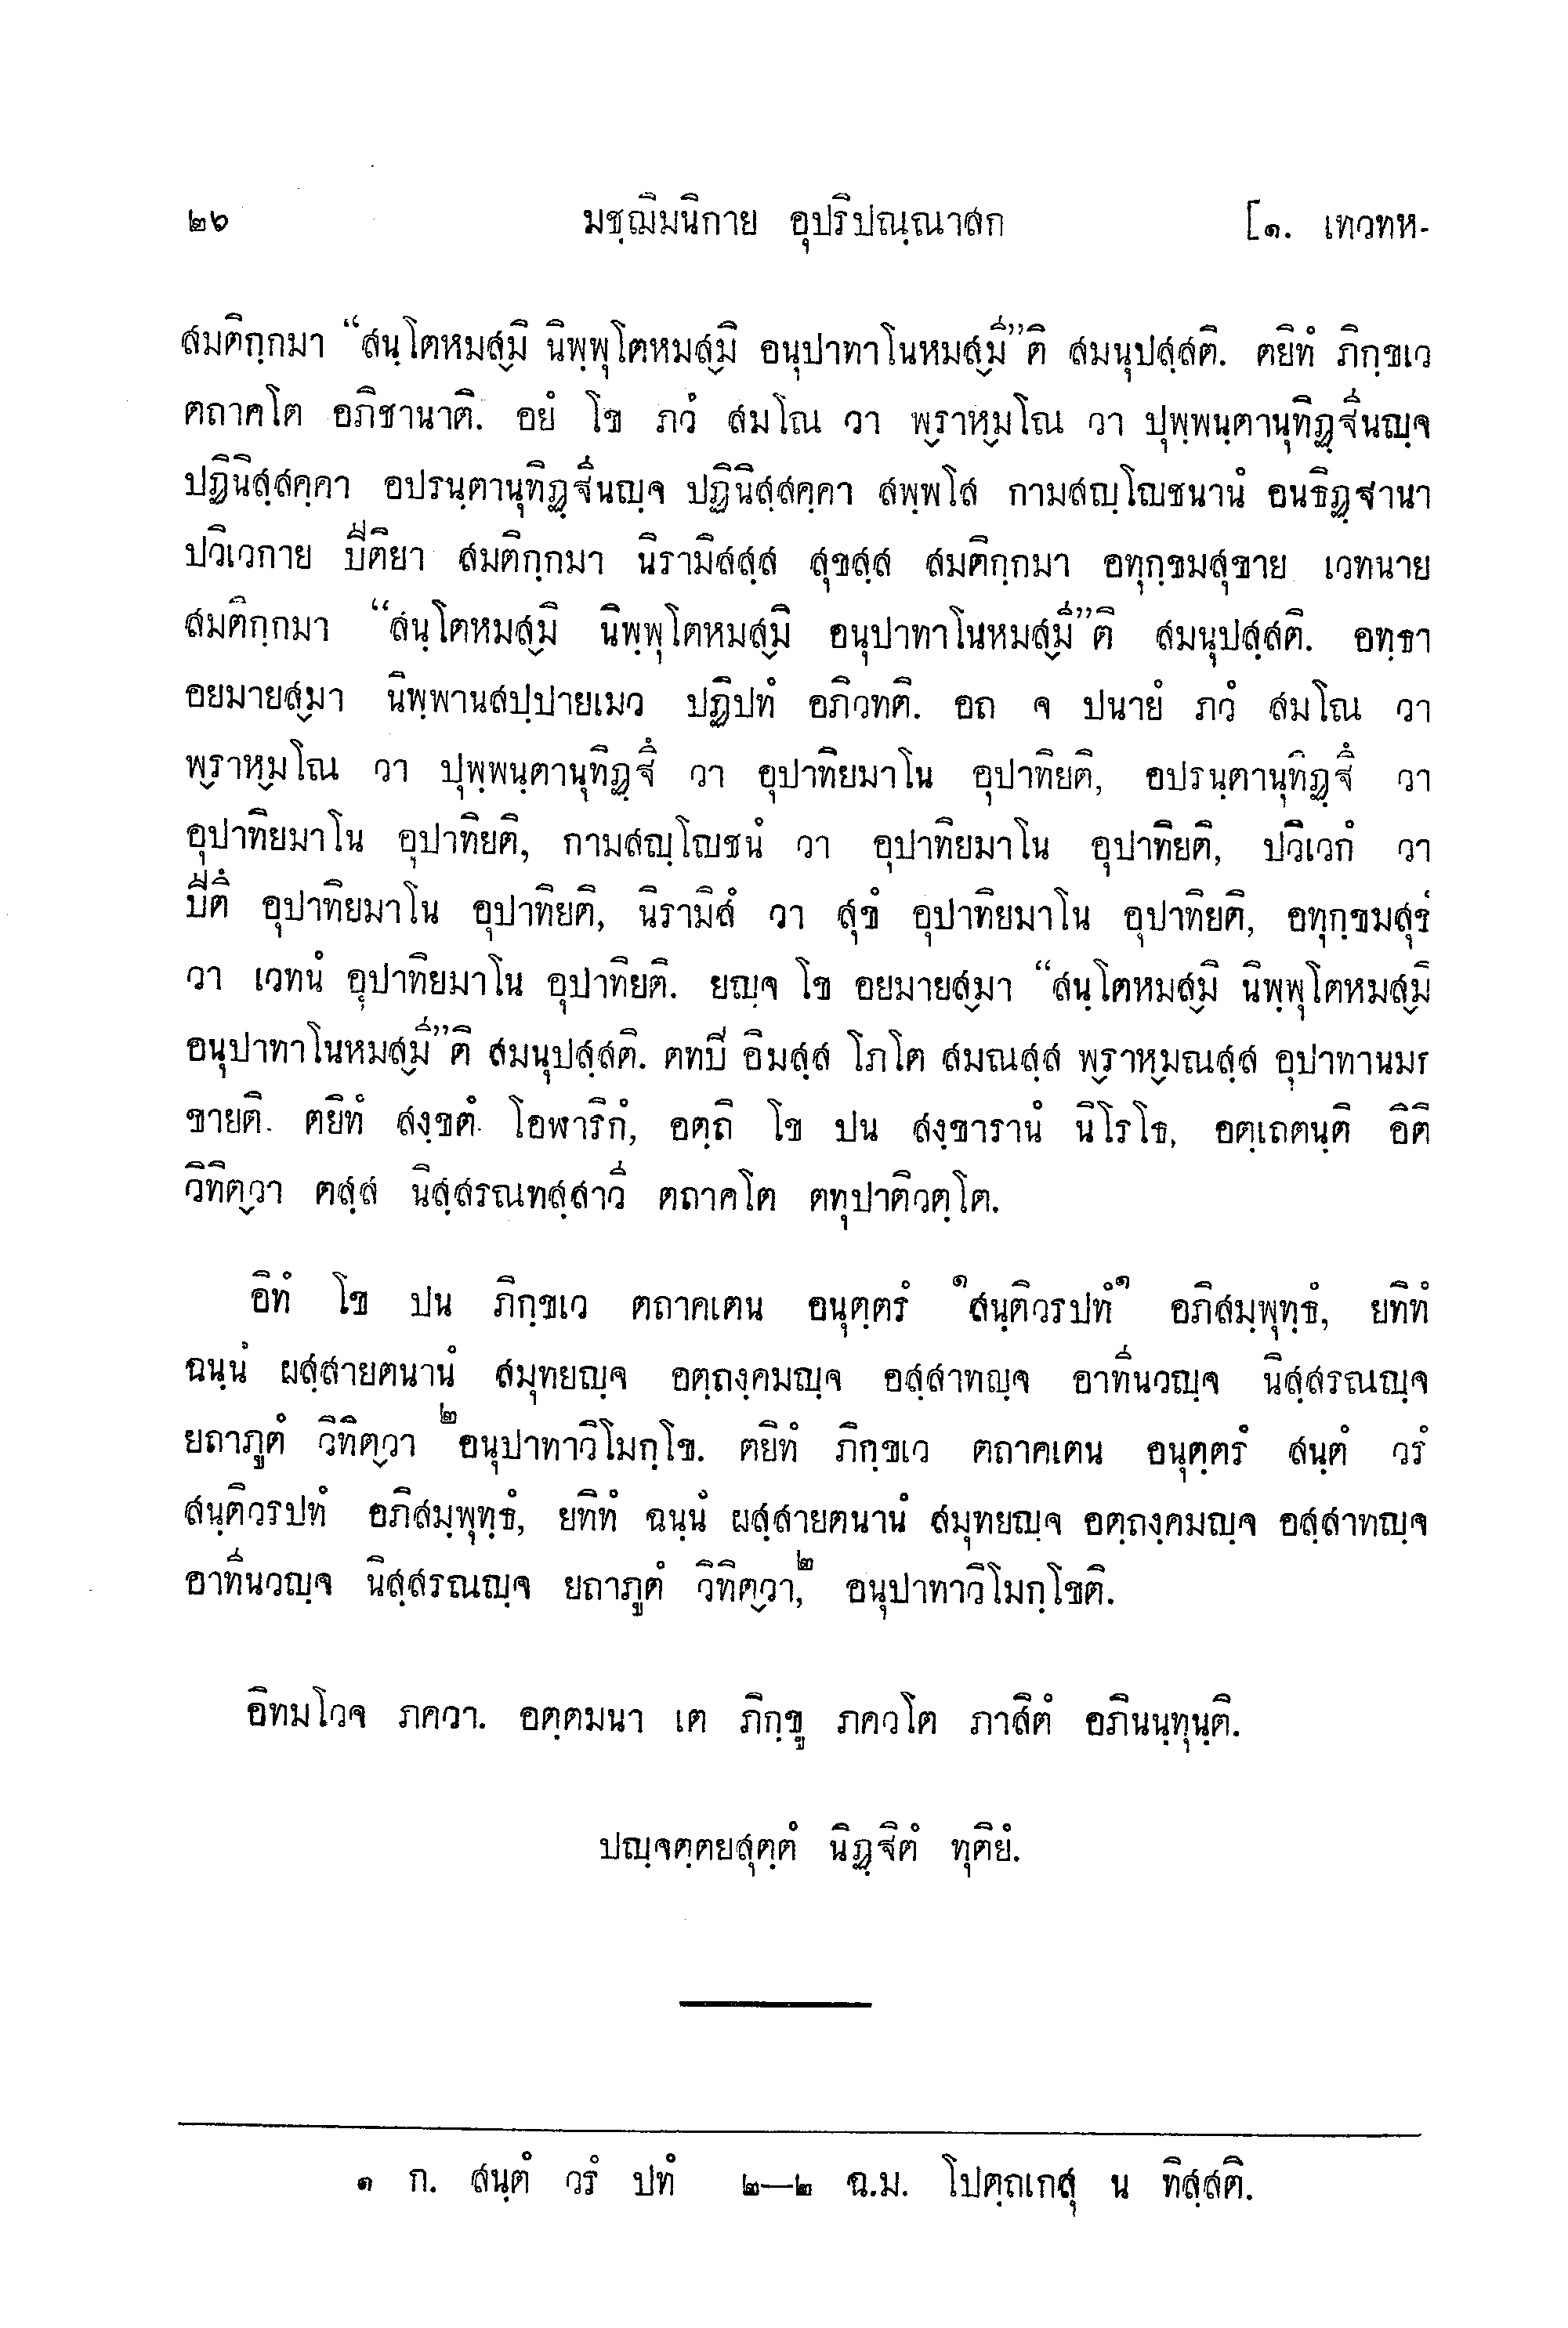 ๒๖ มชฺฌิมนิกาย อุปริปณฺณาสก [๑. เทวทห-
สมติกฺกมา “สนฺโตหมสฺมิ นิพฺพุโตหมสฺมิ อนุปาทาโนหมสฺมี”ติ สมนุปสฺสติ. ตยิทํ ภิกฺขเว
ตถาคโต อภิชานาติ. อยํ โข ภวํ สมโณ วา พฺราหฺมโณ วา ปุพฺพนฺตานุทิฏฺฐีนญฺจ
ปฏินิสฺสคฺคา อปรนฺตานุทิฏฺฐีนญฺจ ปฏินิสฺสคฺคา สพฺพโส กามสญฺโญชนานํ อนธิฏฺฐานา
ปวิเวกาย ปีติยา สมติกฺกมา นิรามิสสฺส สุขสฺส สมติกฺกมา อทุกฺขมสุขาย เวทนาย
สมติกฺกมา “สนฺโตหมสฺมิ นิพฺพุโตหมสฺมิ อนุปาทาโนหมสฺมี”ติ สมนุปสฺสติ. อทฺธา
อยมายสฺมา นิพฺพานสปฺปายเมว ปฏิปทํ อภิวทติ. อถ จ ปนายํ ภวํ สมโณ วา
พฺราหฺมโณ วา ปุพฺพนฺตานุทิฏฺฐึ วา อุปาทิยมาโน อุปาทิยติ, อปรนฺตานุทิฏฺฐึ วา
อุปาทิยมาโน อุปาทิยติ, กามสญฺโญชนํ วา อุปาทิยมาโน อุปาทิยติ, ปวิเวกํ วา
ปีตึ อุปาทิยมาโน อุปาทิยติ, นิรามิสํ วา สุขํ อุปาทิยมาโน อุปาทิยติ, อทุกฺขมสุขํ
วา เวทนํ อุปาทิยมาโน อุปาทิยติ. ยญฺจ โข อยมายสฺมา “สนฺโตหมสฺมิ นิพฺพุโตหมสฺมิ
อนุปาทาโนหมสฺมี”ติ สมนุปสฺสติ. ตทปี อิมสฺส โภโต สมณสฺส พฺราหฺมณสฺส อุปาทานมกฺ
ขายติ. ตยิทํ สงฺขตํ โอฬาริกํ, อตฺถิ โข ปน สงฺขารานํ นิโรโธ, อตฺเถตนฺติ อิติ
วิทิตฺวา ตสฺส นิสฺสรณทสฺสาวี ตถาคโต ตทุปาติวตฺโต.
อิทํ โข ปน ภิกฺขเว ตถาคเตน อนุตฺตรํ ๑สนฺติวรปทํ๑ อภิสมฺพุทฺธํ, ยทิทํ
ฉนฺนํ ผสฺสายตนานํ สมุทยญฺจ อตฺถงฺคมญฺจ อสฺสาทญฺจ อาทีนวญฺจ นิสฺสรณญฺจ
ยถาภูตํ วิทิตฺวา ๒อนุปาทาวิโมกฺโข. ตยิทํ ภิกฺขเว ตถาคเตน อนุตฺตรํ สนฺตํ วรํ
สนฺติวรปทํ อภิสมฺพุทฺธํ, ยทิทํ ฉนฺนํ ผสฺสายตนานํ สมุทยญฺจ อตฺถงฺคมญฺจ อสฺสาทญฺจ
อาทีนวญฺจ นิสฺสรณญฺจ ยถาภูตํ วิทิตฺวา,๒ อนุปาทาวิโมกฺโขติ.
อิทมโวจ ภควา. อตฺตมนา เต ภิกฺขู ภควโต ภาสิตํ อภินนฺทุนฺติ.
ปญฺจตฺตยสุตฺตํ นิฏฺฐิตํ ทุติยํ.
๑ ก. สนฺตํ วรํ ปทํ ๒—๒ ฉ.ม. โปตฺถเกสุ น ทิสฺสติ.